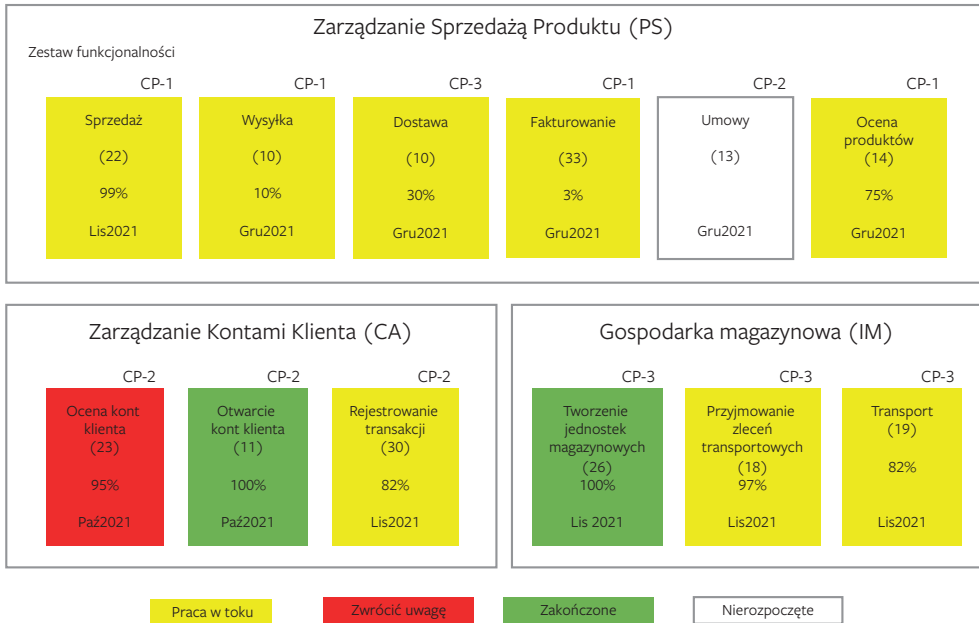 Zarządzanie Sprzedażą Produktu (PS)
Zestaw funkcjonalności
CP-1
Sprzedaż
(22)
99%
Lis2021
CP-1
Wysyłka
(10)
10%
Gru2021
CP-3
Dostawa
(10)
30%
Gru2021
CP-1
Fakturowanie
(33)
3%
Gru2021
CP-2
Umowy
(13)
Gru2021
CP-1
Ocena
produktów
(14)
75%
Gru2021
Zarządzanie Kontami Klienta (CA)
CP-2
Ocena kont
klienta
(23)
95%
Paź2021
CP-2
Otwarcie
kont klienta
(11)
100%
Paź2021
CP-2
Rejestrowanie
transakcji
(30)
82%
Lis2021
Gospodarka magazynowa (IM)
CP-3
Tworzenie
jednostek
magazynowych
(26)
100%
Lis 2021
CP-3
Przyjmowanie
zleceń
transportowych
(18)
97%
Lis2021
CP-3
Transport
(19)
82%
Lis2021
Praca w toku
Zwrócić uwagę
Zakończone
Nierozpoczęte